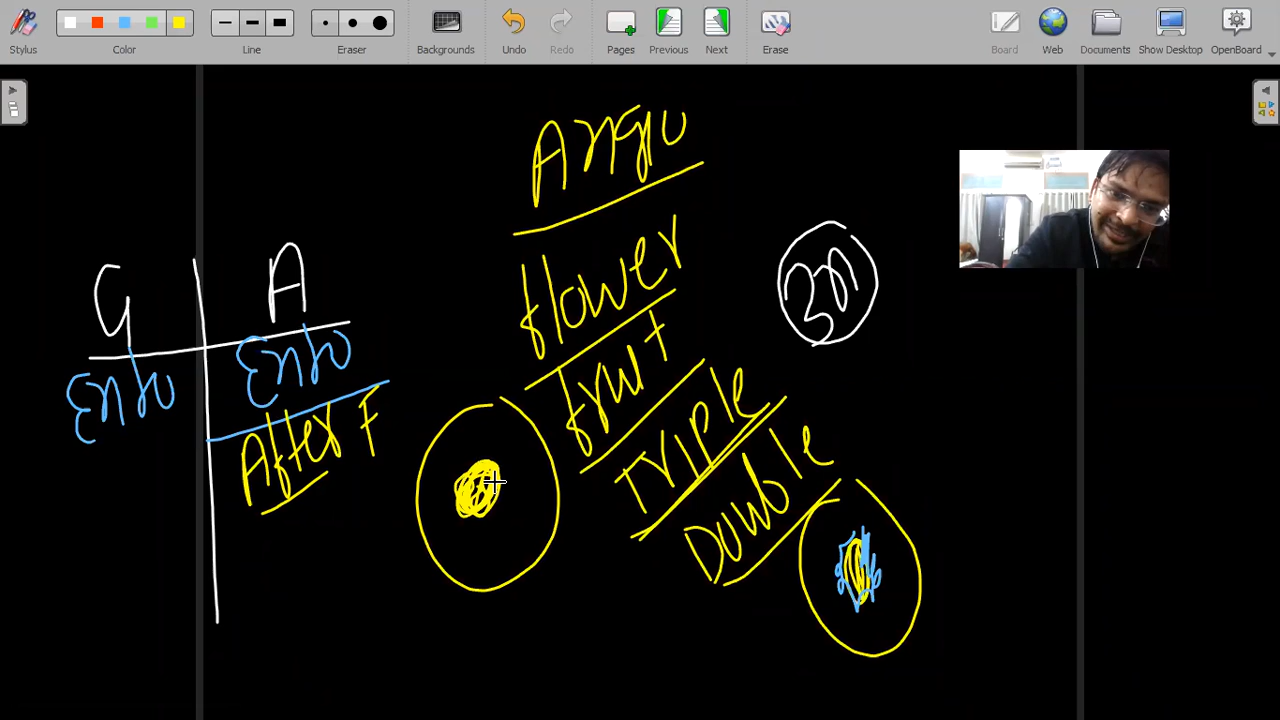 Stylus
Color
Line
Eraser
Backgrounds
Undo
Redo
Pages
Previous
Next
Erase
Board
Web
Documents
Show Desktop
OpenBoard
Angio
flower
fruit
Triple
Double
3n
G
A
Endo
Endo
After F